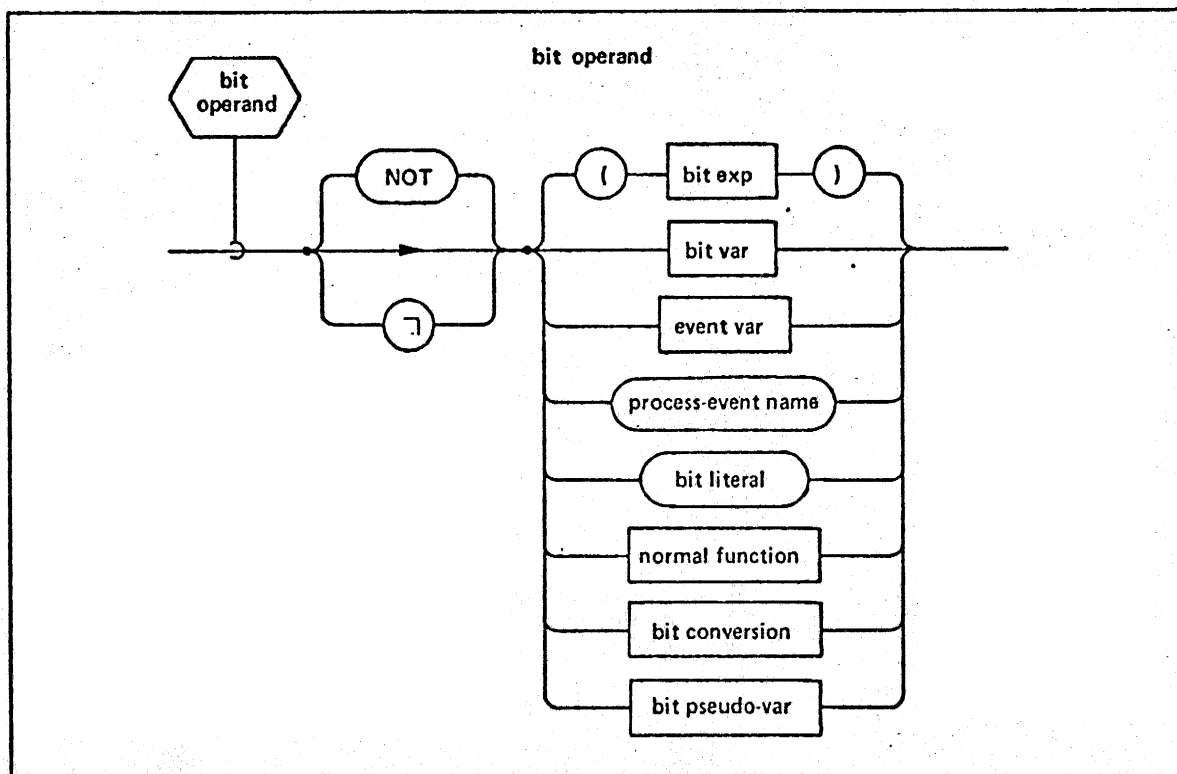 bit operand
bit
operand
NOT
¬
( bit exp )
bit var
event var
process-event name
bit literal
normal function
bit conversion
bit pseudo-var